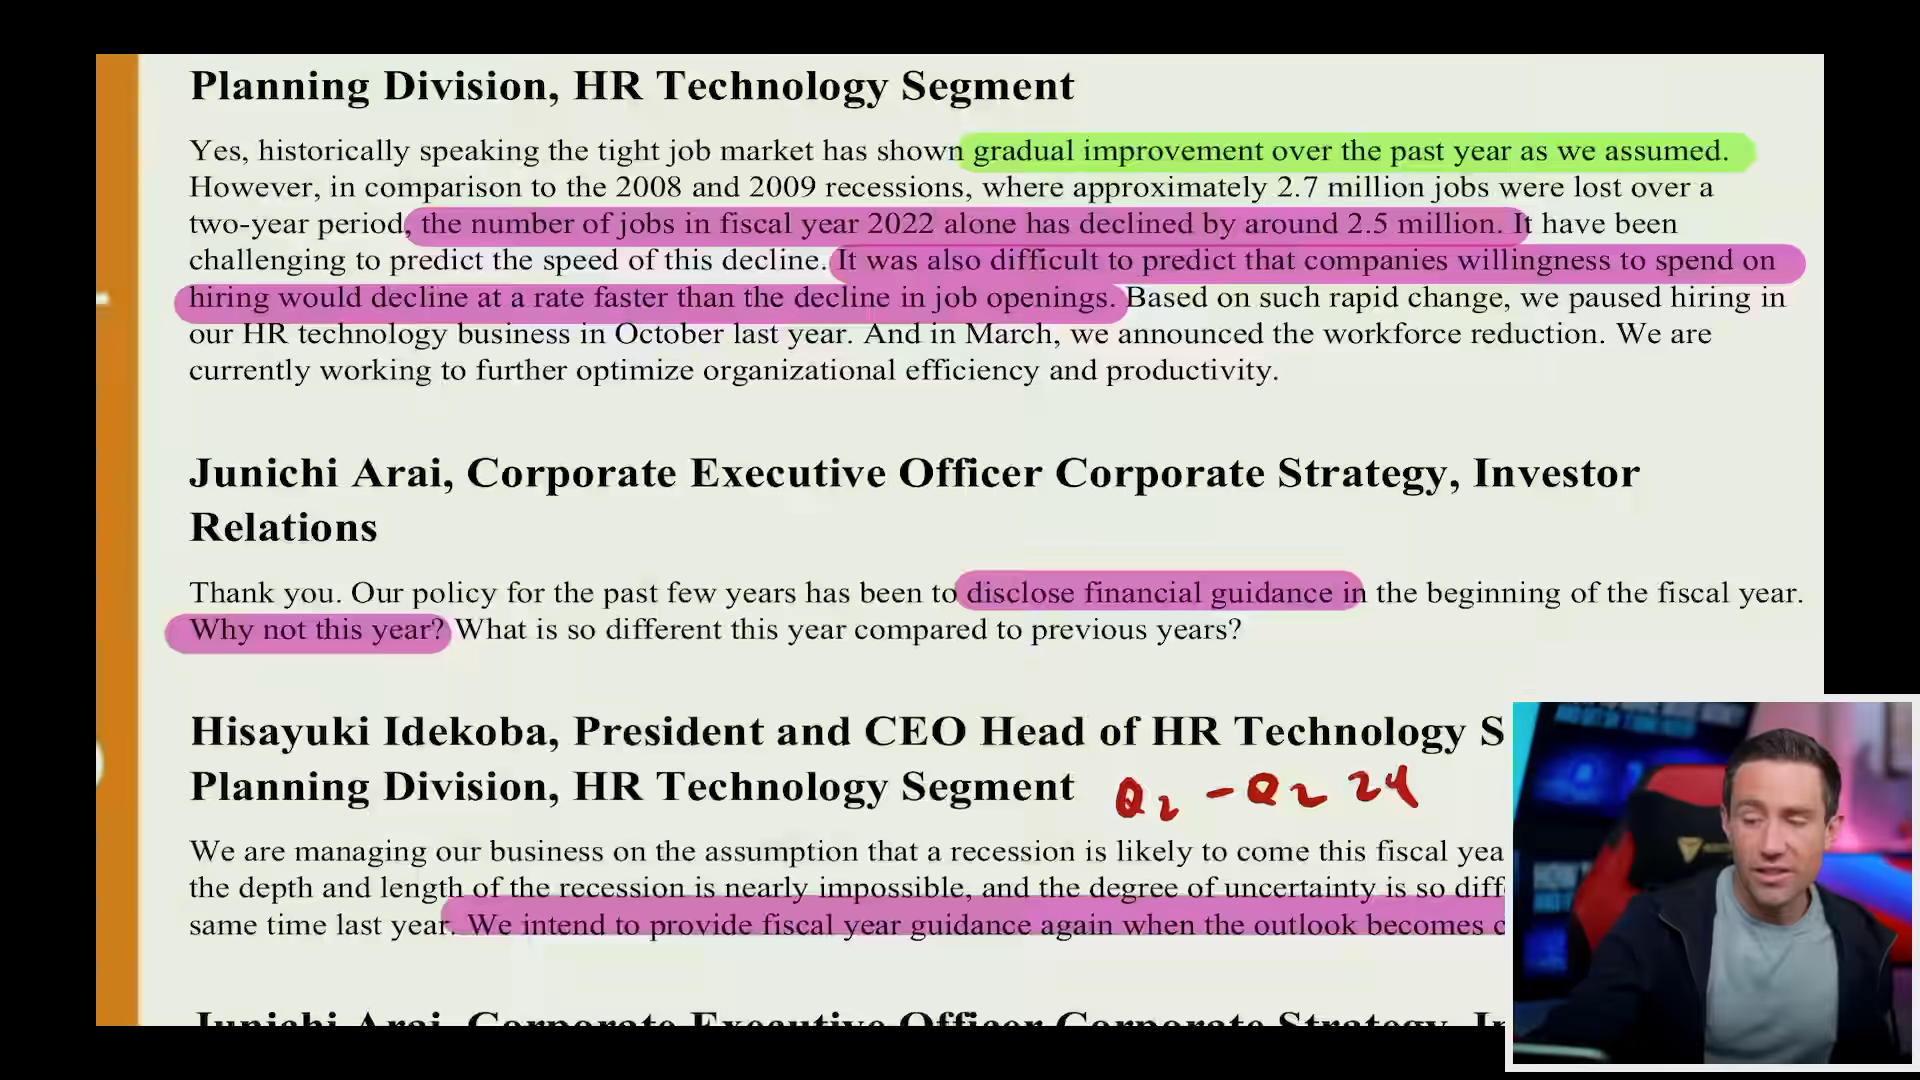 Planning Division, HR Technology Segment
Yes, historically speaking the tight job market has shown gradual improvement over the past year as we assumed.
However, in comparison to the 2008 and 2009 recessions, where approximately 2.7 million jobs were lost over a
two-year period, the number of jobs in fiscal year 2022 alone has declined by around 2.5 million. It have been
challenging to predict the speed of this decline. It was also difficult to predict that companies willingness to spend on
hiring would decline at a rate faster than the decline in job openings. Based on such rapid change, we paused hiring in
our HR technology business in October last year. And in March, we announced the workforce reduction. We are
currently working to further optimize organizational efficiency and productivity.
Junichi Arai, Corporate Executive Officer Corporate Strategy, Investor
Relations
Thank you. Our policy for the past few years has been to disclose financial guidance in the beginning of the fiscal year.
Why not this year? What is so different this year compared to previous years?
Hisayuki Idekoba, President and CEO Head of HR Technology S
Planning Division, HR Technology Segment Q2 - Q2 24
We are managing our business on the assumption that a recession is likely to come this fiscal yea
the depth and length of the recession is nearly impossible, and the degree of uncertainty is so diff
same time last year. We intend to provide fiscal year guidance again when the outlook becomes c
Junichi Arai, Corporate Executive Officer Corporate Strategy, In